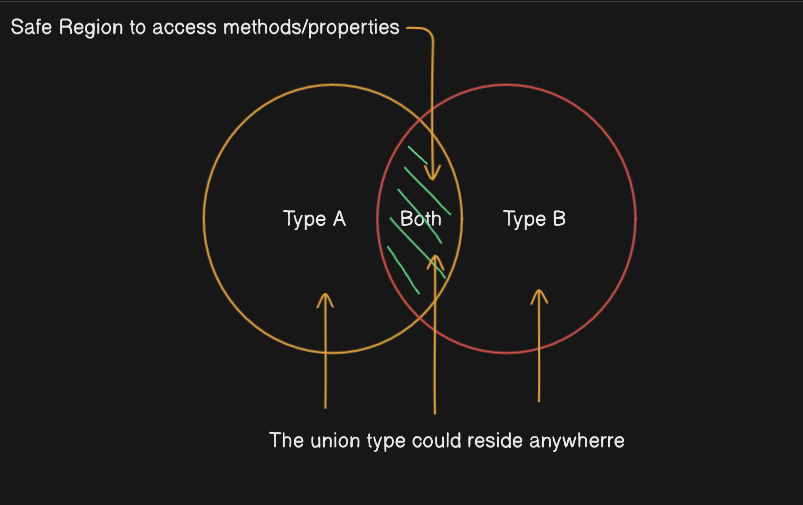 Safe Region to access methods/properties
Type A
Both
Type B
The union type could reside anywherre